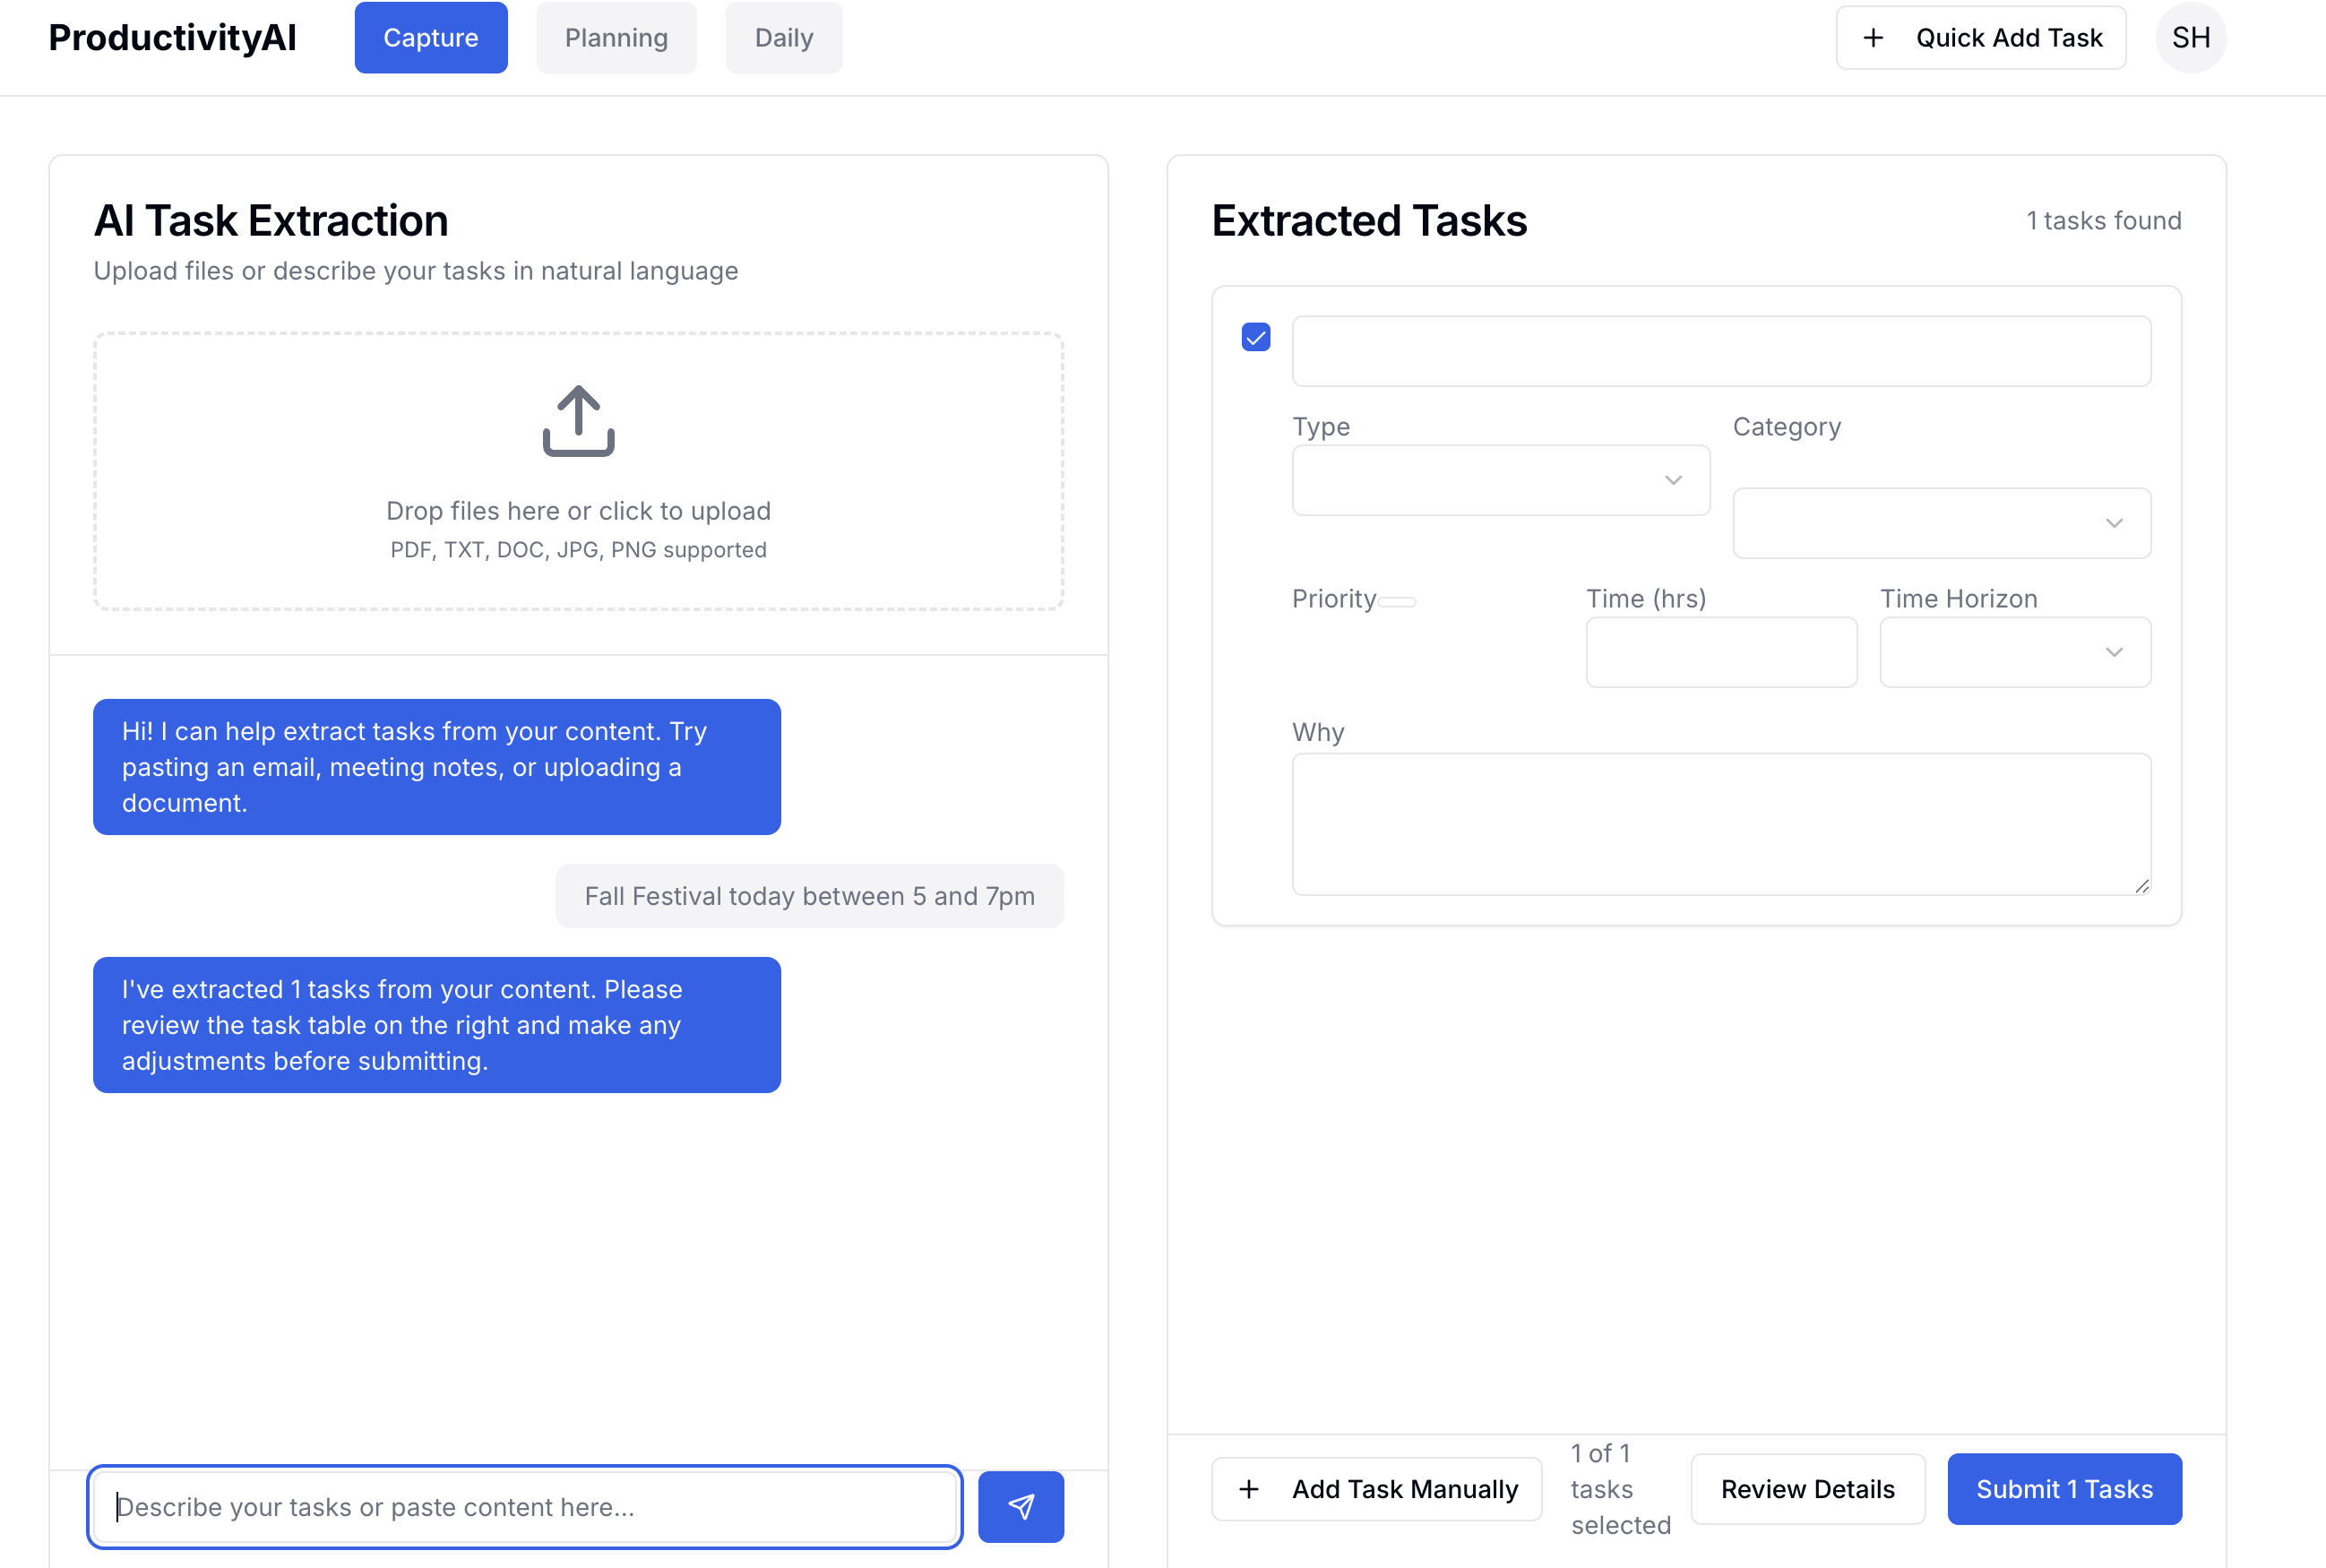 ProductivityAI
Capture
Planning
Daily
Quick Add Task
SH
AI Task Extraction
Upload files or describe your tasks in natural language
Drop files here or click to upload
PDF, TXT, DOC, JPG, PNG supported
Hi! I can help extract tasks from your content. Try
pasting an email, meeting notes, or uploading a
document.
Fall Festival today between 5 and 7pm
I've extracted 1 tasks from your content. Please
review the task table on the right and make any
adjustments before submitting.
Describe your tasks or paste content here...
Extracted Tasks
1 tasks found
Type
Category
Priority
Time (hrs)
Time Horizon
Why
Add Task Manually
1 of 1
tasks
selected
Review Details
Submit 1 Tasks